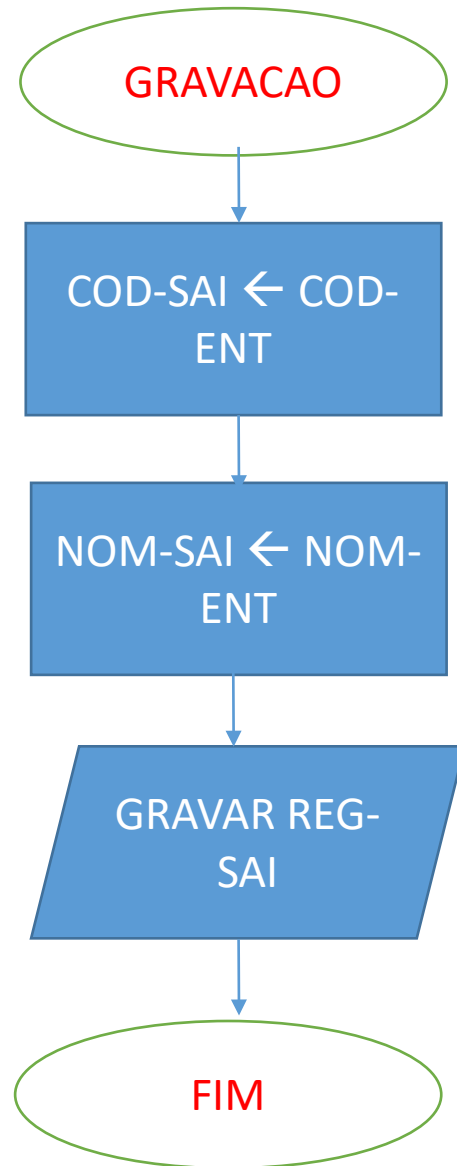 GRAVACAO
COD-SAI ← COD-
ENT
NOM-SAI ← NOM-
ENT
GRAVAR REG-
SAI
FIM